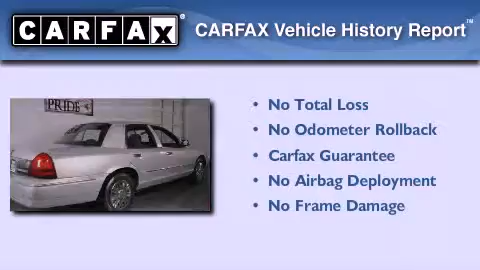 CARFAX®
CARFAX Vehicle History Report™
PRIDE
• No Total Loss
• No Odometer Rollback
• Carfax Guarantee
• No Airbag Deployment
• No Frame Damage